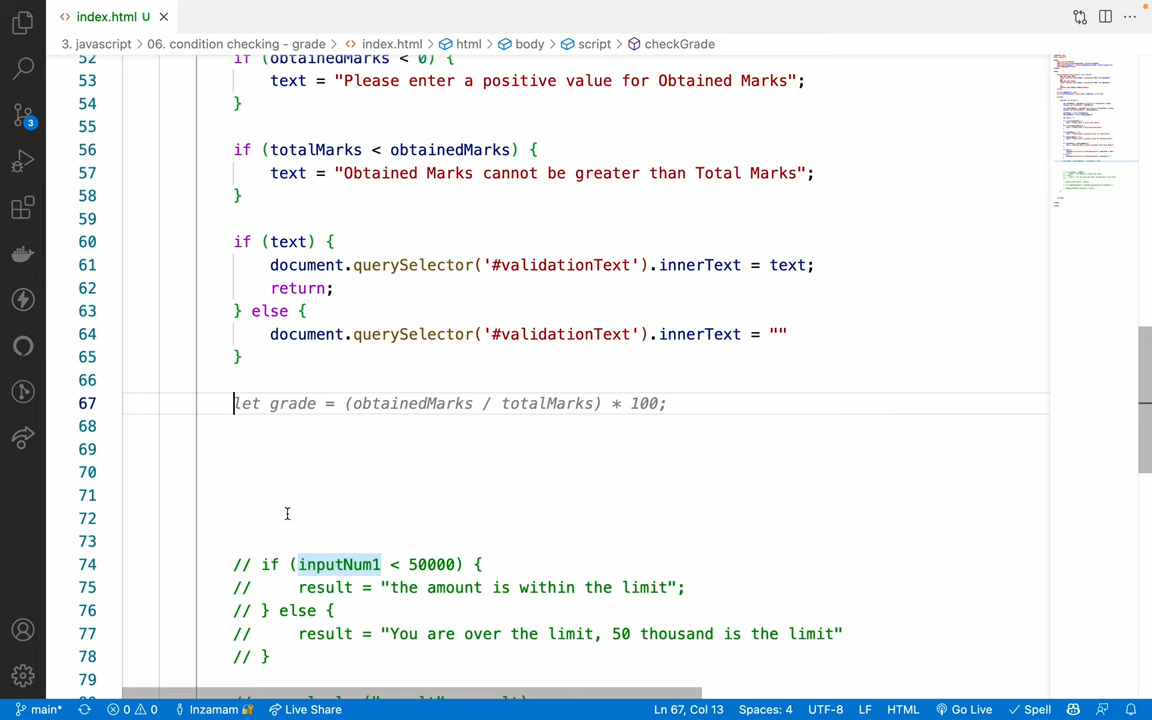 index.html U
3. javascript > 06. condition checking - grade > index.html > html > body > script > checkGrade
52 if (obtainedMarks < 0) {
53 text = "Please enter a positive value for Obtained Marks";
54 }
55
56 if (totalMarks < obtainedMarks) {
57 text = "Obtained Marks cannot be greater than Total Marks";
58 }
59
60 if (text) {
61 document.querySelector('#validationText').innerText = text;
62 return;
63 } else {
64 document.querySelector('#validationText').innerText = ""
65 }
66
67 let grade = (obtainedMarks / totalMarks) * 100;
68
69
70
71
72
73
74 // if (inputNum1 < 50000) {
75 // result = "the amount is within the limit";
76 // } else {
77 // result = "You are over the limit, 50 thousand is the limit"
78 // }
79
3
main* 0 0 Inzamam Live Share Ln 67, Col 13 Spaces: 4 UTF-8 LF HTML Go Live Spell